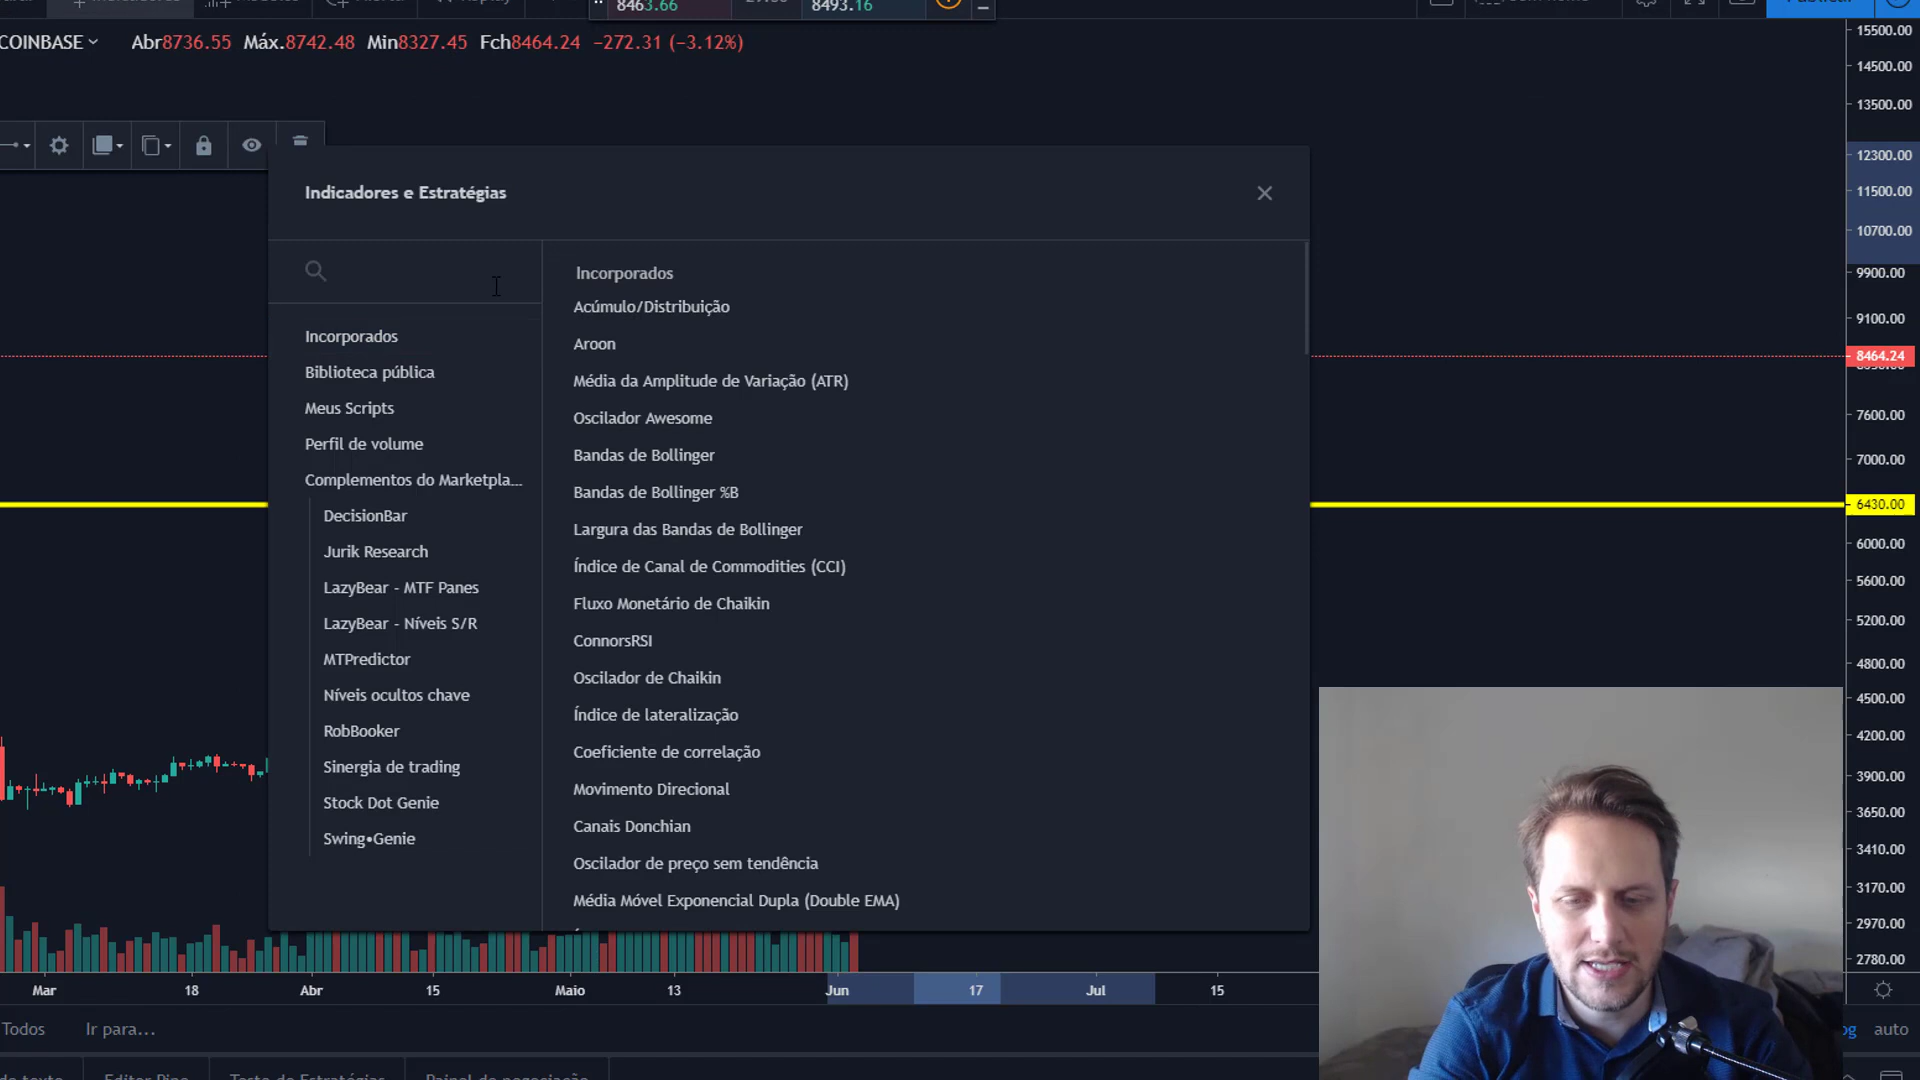 8463.66
8493.16
COINBASE Abr8736.55 Máx.8742.48 Min8327.45 Fch8464.24 −272.31 (−3.12%)
Indicadores e Estratégias
Incorporados
Biblioteca pública
Meus Scripts
Perfil de volume
Complementos do Marketpla...
DecisionBar
Jurik Research
LazyBear - MTF Panes
LazyBear - Níveis S/R
MTPredictor
Níveis ocultos chave
RobBooker
Sinergia de trading
Stock Dot Genie
Swing•Genie
Incorporados
Acúmulo/Distribuição
Aroon
Média da Amplitude de Variação (ATR)
Oscilador Awesome
Bandas de Bollinger
Bandas de Bollinger %B
Largura das Bandas de Bollinger
Índice de Canal de Commodities (CCI)
Fluxo Monetário de Chaikin
ConnorsRSI
Oscilador de Chaikin
Índice de lateralização
Coeficiente de correlação
Movimento Direcional
Canais Donchian
Oscilador de preço sem tendência
Média Móvel Exponencial Dupla (Double EMA)
15500.00
14500.00
13500.00
12300.00
11500.00
10700.00
9900.00
9100.00
8464.24
7600.00
7000.00
6430.00
6000.00
5600.00
5200.00
4800.00
4500.00
4200.00
3900.00
3650.00
3410.00
3170.00
2970.00
2780.00
Mar 18 Abr 15 Maio 13 Jun 17 Jul 15
Todos Ir para...
auto